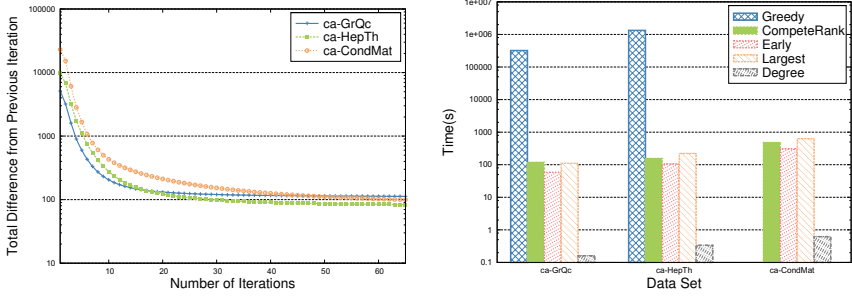 Total Difference from Previous Iteration
100000
10000
1000
100
10
10
20
30
40
50
60
Number of Iterations
ca-GrQc
ca-HepTh
ca-CondMat
Time(s)
1e+007
1e+006
100000
10000
1000
100
10
1
0.1
ca-GrQc
ca-HepTh
ca-CondMat
Data Set
Greedy
CompeteRank
Early
Largest
Degree